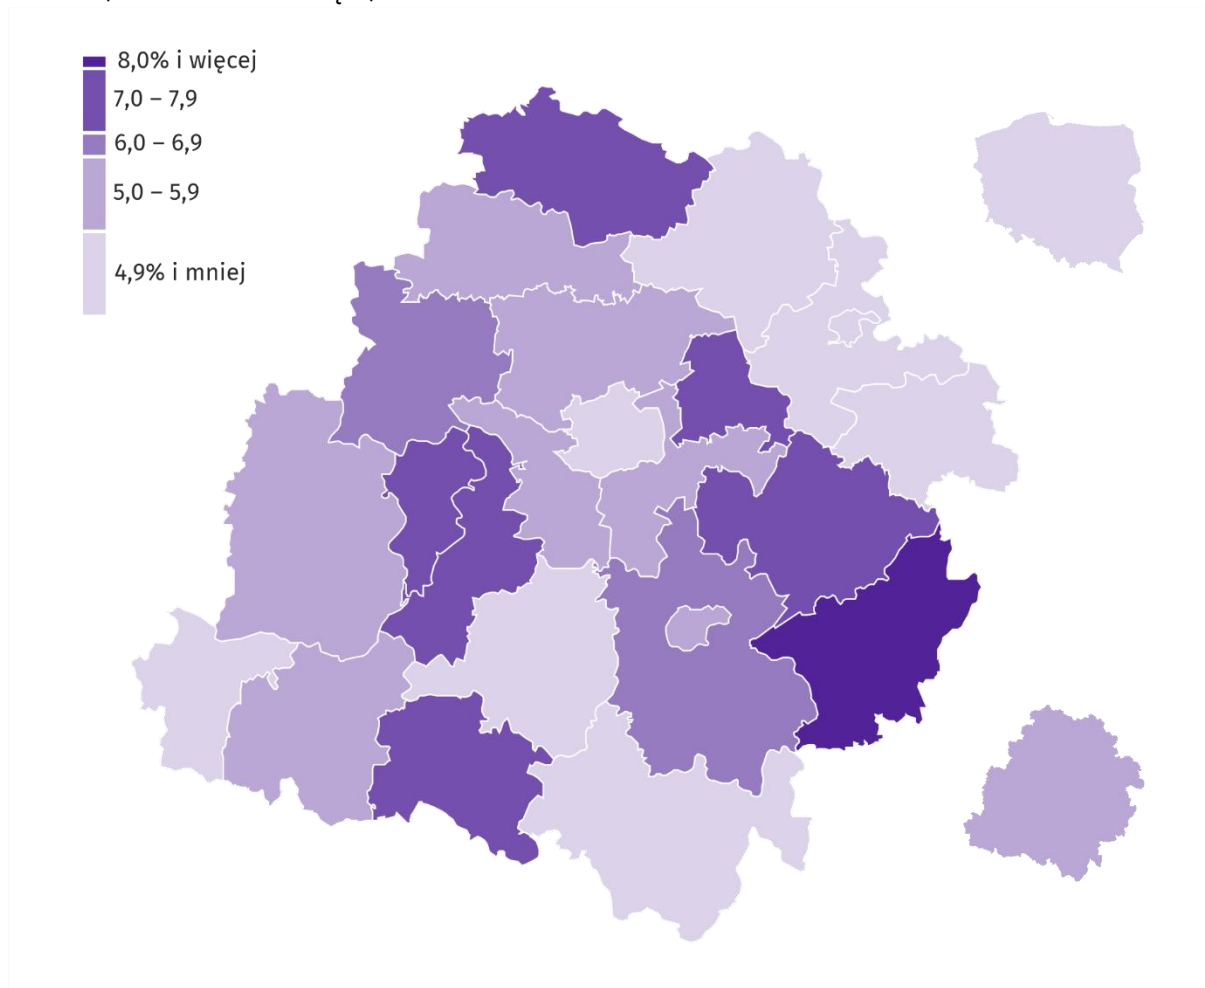 8,0% i więcej
7,0 – 7,9
6,0 – 6,9
5,0 – 5,9
4,9% i mniej